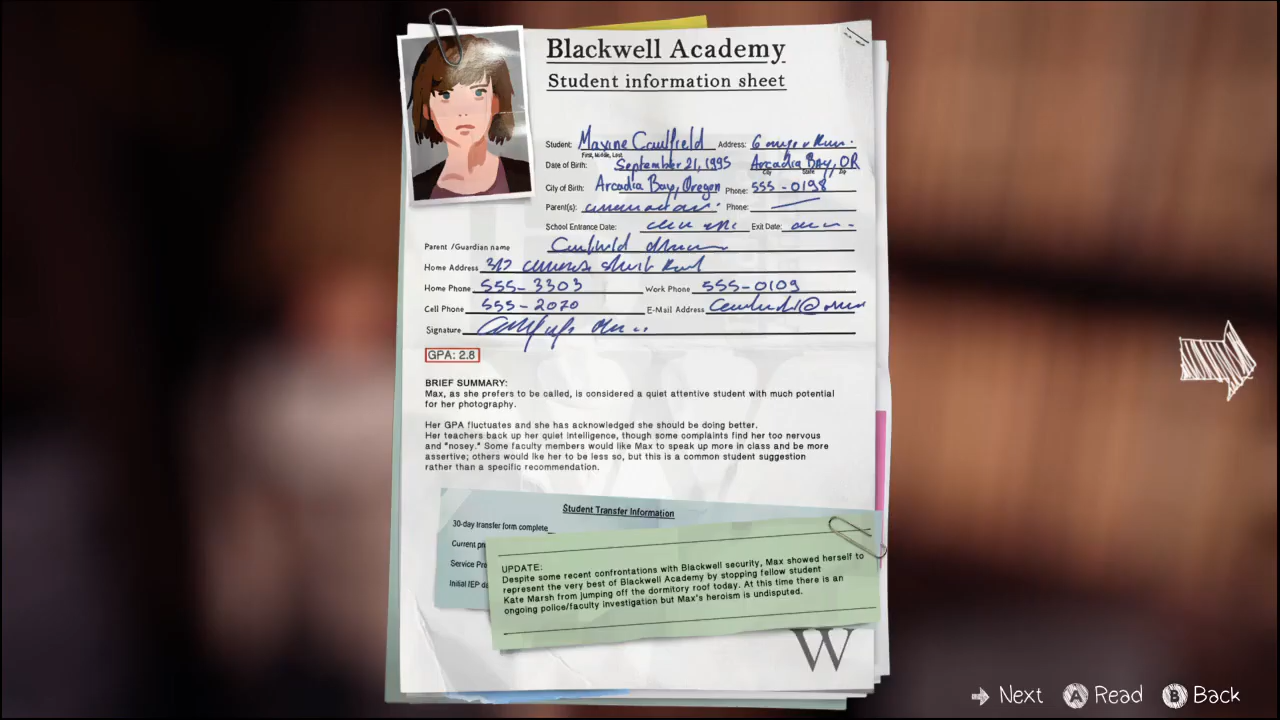 Blackwell Academy
Student information sheet
Student: Maxine Caulfield Address:
First, Middle, Last
Date of Birth: September 21, 1995 Arcadia Bay, OR
City State Zip
City of Birth: Arcadia Bay, Oregon Phone: 555-0198
Parent(s): Phone:
School Entrance Date: Exit Date:
Parent /Guardian name
Home Address
Home Phone 555-3303 Work Phone 555-0109
Cell Phone 555-2020 E-Mail Address
Signature
GPA: 2.8
BRIEF SUMMARY:
Max, as she prefers to be called, is considered a quiet attentive student with much potential
for her photography.
Her GPA fluctuates and she has acknowledged she should be doing better.
Her teachers back up her quiet intelligence, though some complaints find her too nervous
and "nosey." Some faculty members would like Max to speak up more in class and be more
assertive; others would ike her to be less so, but this is a common student suggestion
rather than a specific recommendation.
Student Transfer Information
30-day transfer form complete
Current
Service
Initial IEP
UPDATE:
Despite some recent confrontations with Blackwell security, Max showed herself to
represent the very best of Blackwell Academy by stopping fellow student
Kate Marsh from jumping off the dormitory roof today. At this time there is an
ongoing police/faculty investigation but Max's heroism is undisputed.
W
Next A Read B Back